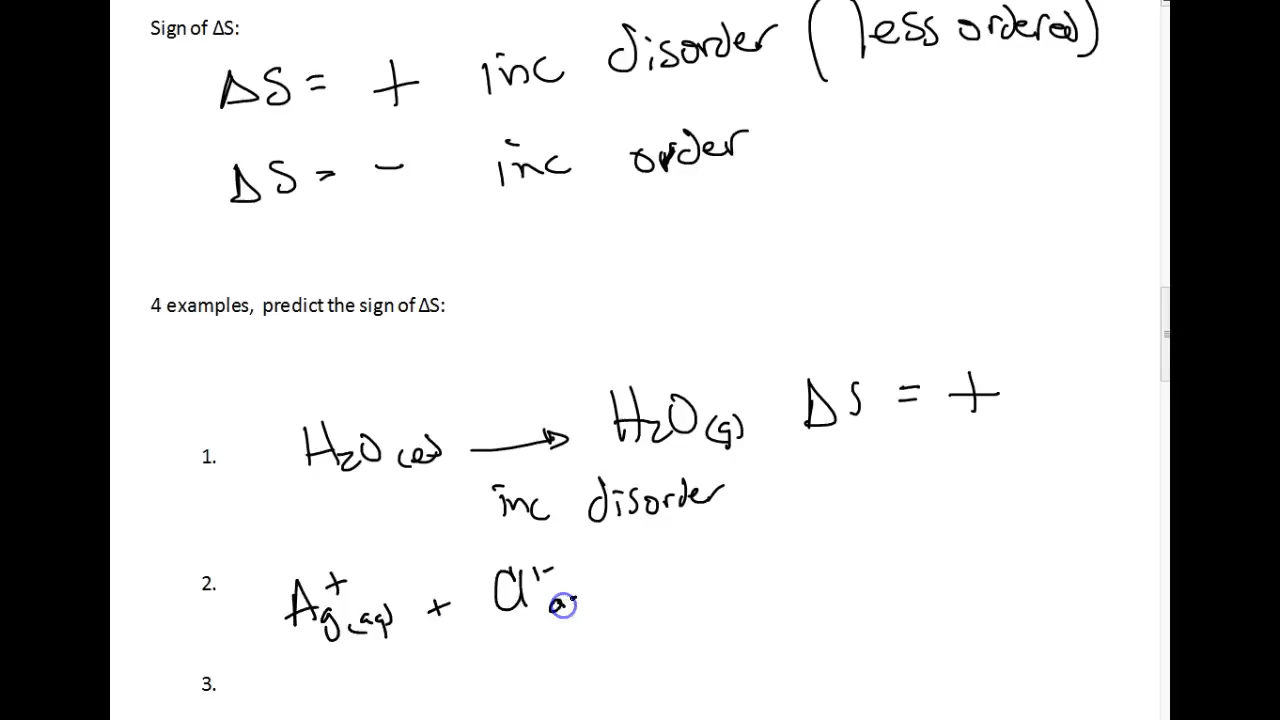 Sign of ΔS:
ΔS = + inc disorder (less ordered)
ΔS = - inc order
4 examples, predict the sign of ΔS:
1. H₂O(l) → H₂O(g) ΔS = +
inc disorder
2. Ag⁺(aq) + Cl¹⁻a
3.